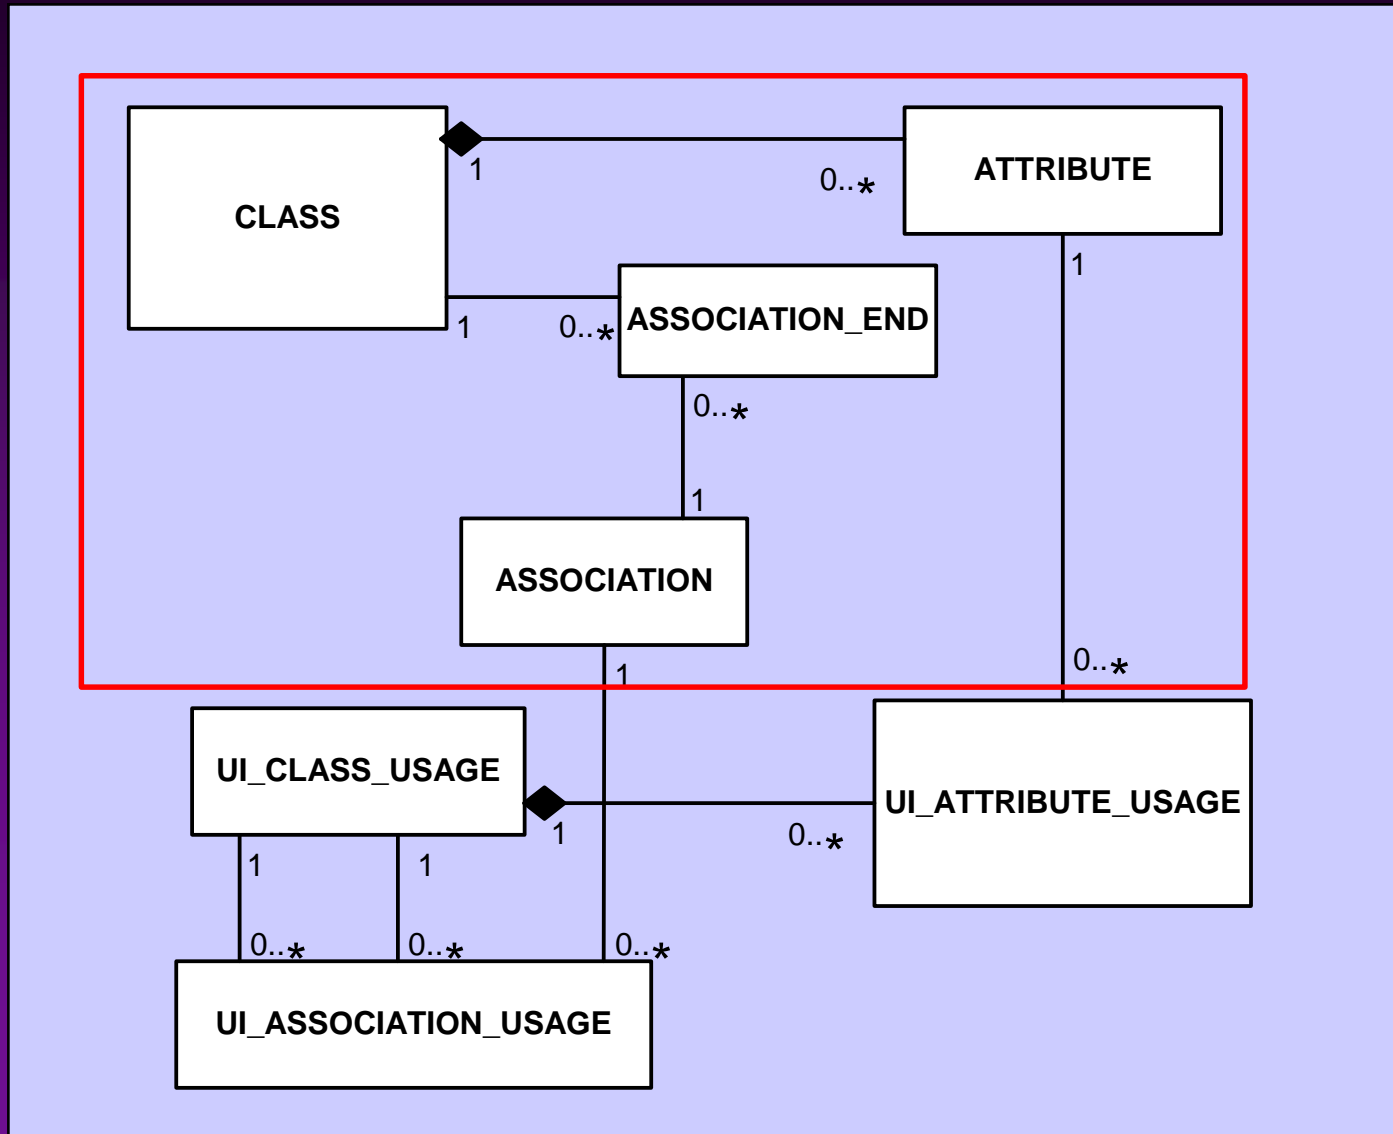 CLASS
1
0..*
ATTRIBUTE
1
0..*
ASSOCIATION_END
1
0..*
1
ASSOCIATION
1
0..*
UI_CLASS_USAGE
1
0..*
UI_ATTRIBUTE_USAGE
1
1
0..*
0..*
0..*
UI_ASSOCIATION_USAGE